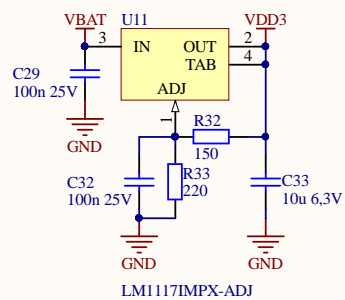 VBAT
U11
VDD3
3
IN
OUT
2
TAB
4
C29
100n 25V
ADJ
1
GND
R32
150
C32
100n 25V
R33
220
C33
10u 6,3V
GND
GND
LM1117IMPX-ADJ